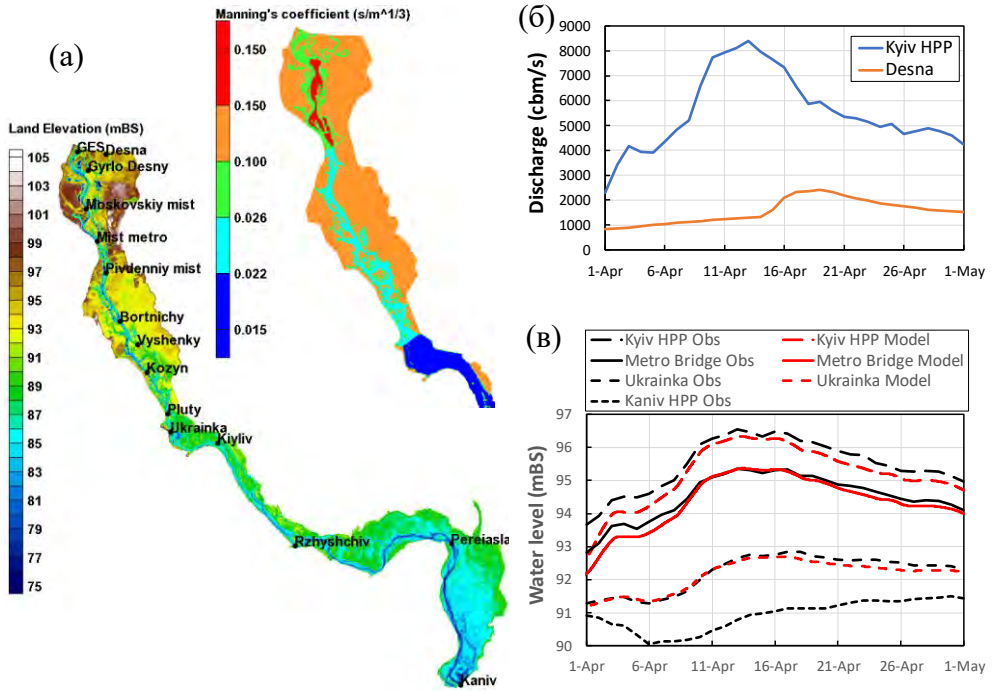 (а)
Manning's coefficient (s/m^1/3)
0.150
0.150
0.100
0.026
0.022
0.015
Land Elevation (mBS)
105
103
101
99
97
95
93
91
89
87
85
83
81
79
77
75
GES Desna
Gyrlo Desny
Moskovskiy mist
Mist metro
Pivdenniy mist
Bortnichy
Vyshenky
Kozyn
Pluty
Ukrainka
Kiyliv
Rzhyshchiv
Pereiasla
Kaniv
(б)
Discharge (cbm/s)
9000
8000
7000
6000
5000
4000
3000
2000
1000
0
Kyiv HPP
Desna
1-Apr 6-Apr 11-Apr 16-Apr 21-Apr 26-Apr 1-May
(в)
Kyiv HPP Obs Kyiv HPP Model
Metro Bridge Obs Metro Bridge Model
Ukrainka Obs Ukrainka Model
Kaniv HPP Obs
Water level (mBS)
97
96
95
94
93
92
91
90
1-Apr 6-Apr 11-Apr 16-Apr 21-Apr 26-Apr 1-May